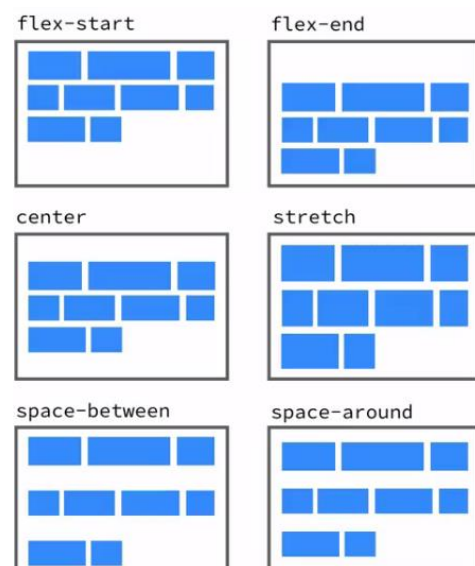 flex-start
flex-end
center
stretch
space-between
space-around